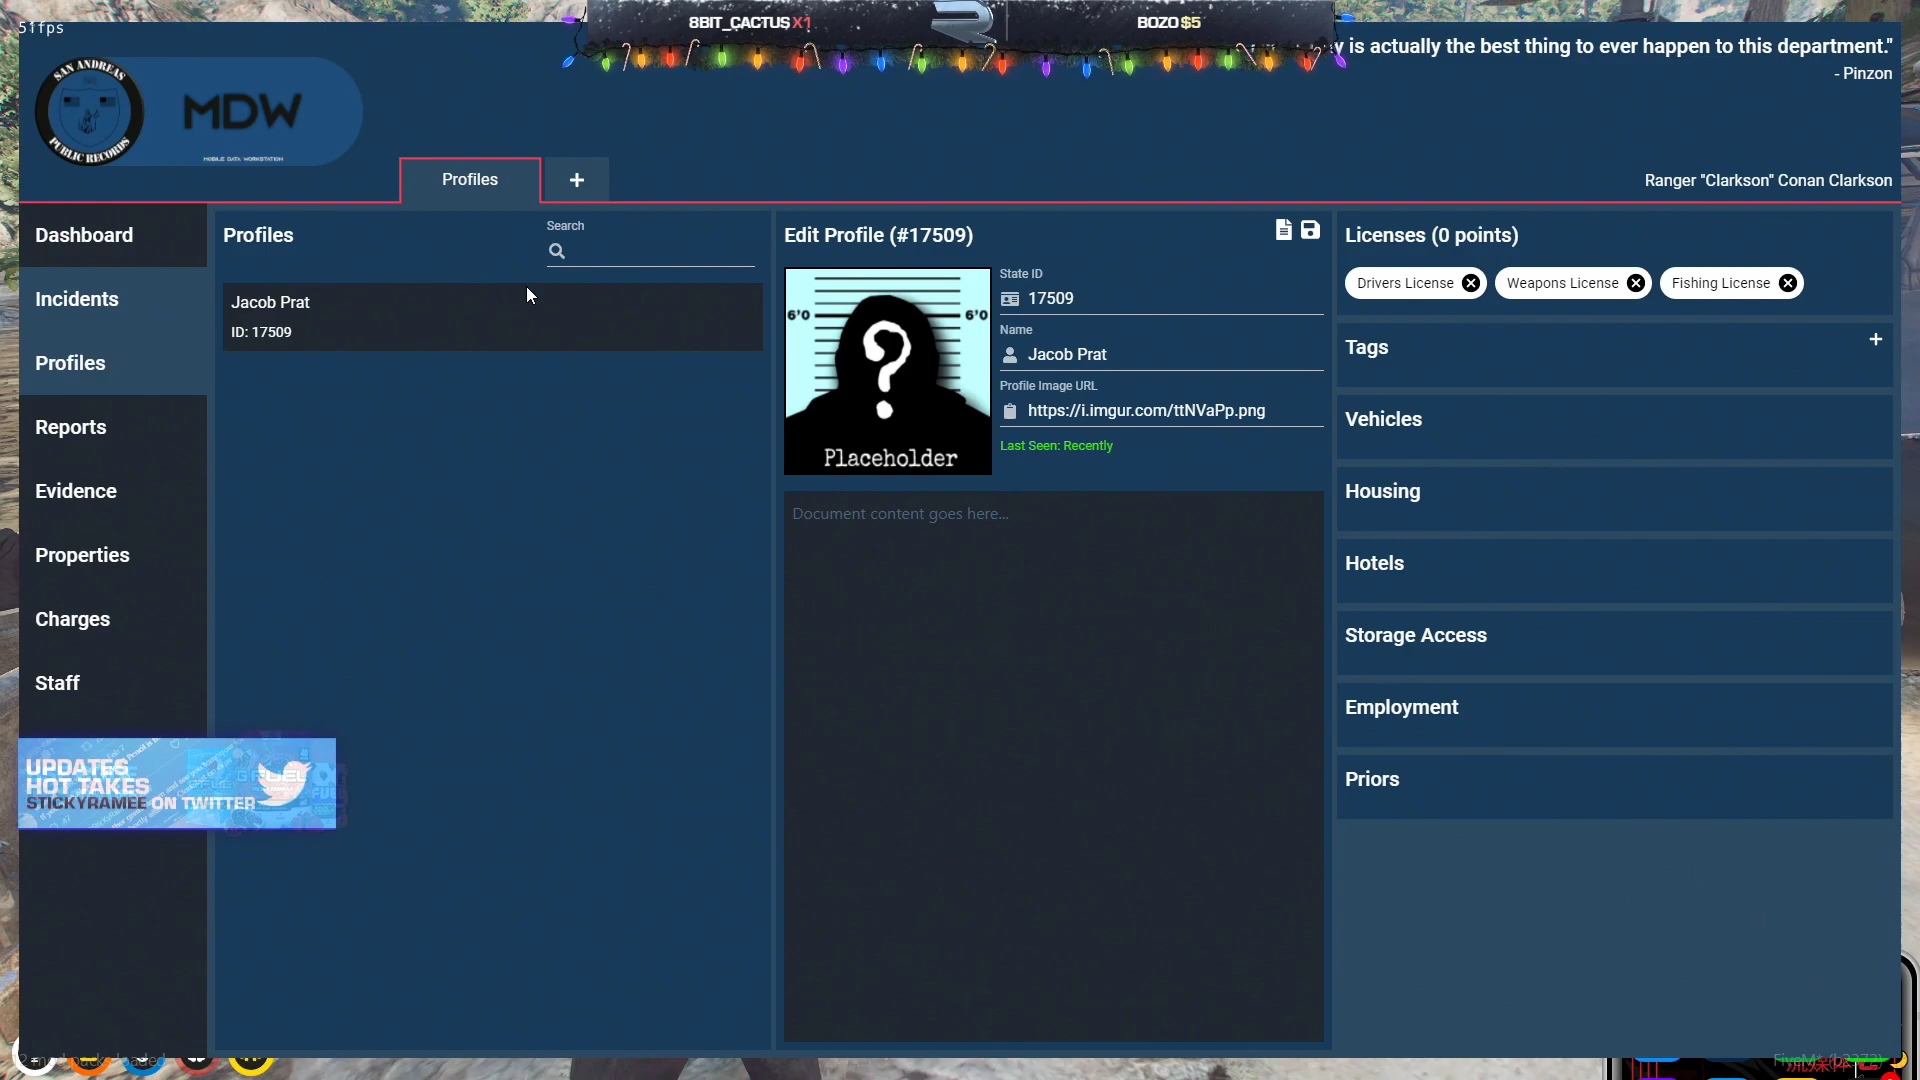 51fps
8BIT_CACTUS X1
BOZO $5
y is actually the best thing to ever happen to this department."
- Pinzon
SAN ANDREAS
PUBLIC RECORDS
MDW
MOBILE DATA WORKSTATION
Profiles
+
Ranger "Clarkson" Conan Clarkson
Dashboard
Incidents
Profiles
Reports
Evidence
Properties
Charges
Staff
Profiles
Search
Jacob Prat
ID: 17509
Edit Profile (#17509)
6'0
6'0
?
Placeholder
State ID
17509
Name
Jacob Prat
Profile Image URL
https://i.imgur.com/ttNVaPp.png
Last Seen: Recently
Document content goes here...
Licenses (0 points)
Drivers License
Weapons License
Fishing License
Tags
+
Vehicles
Housing
Hotels
Storage Access
Employment
Priors
UPDATES
HOT TAKES
STICKYRAMEE ON TWITTER